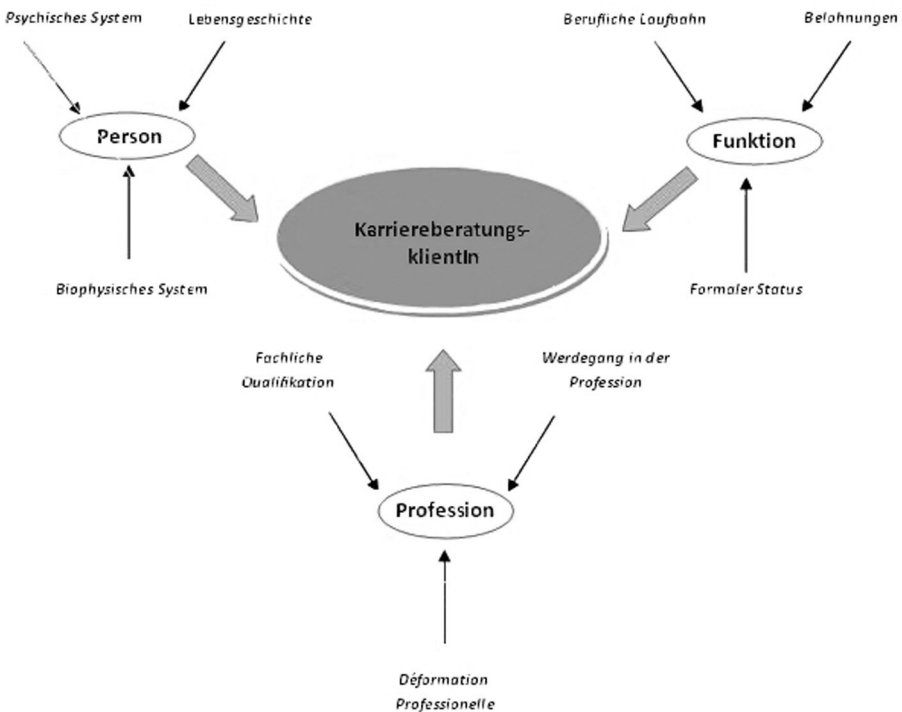 Psychisches System
Lebensgeschichte
Berufliche Laufbahn
Belohnungen
Person
Funktion
Karriereberatungs-
klientIn
Biophysisches System
Formaler Status
Fachliche
Qualifikation
Werdegang in der
Profession
Profession
Déformation
Professionelle